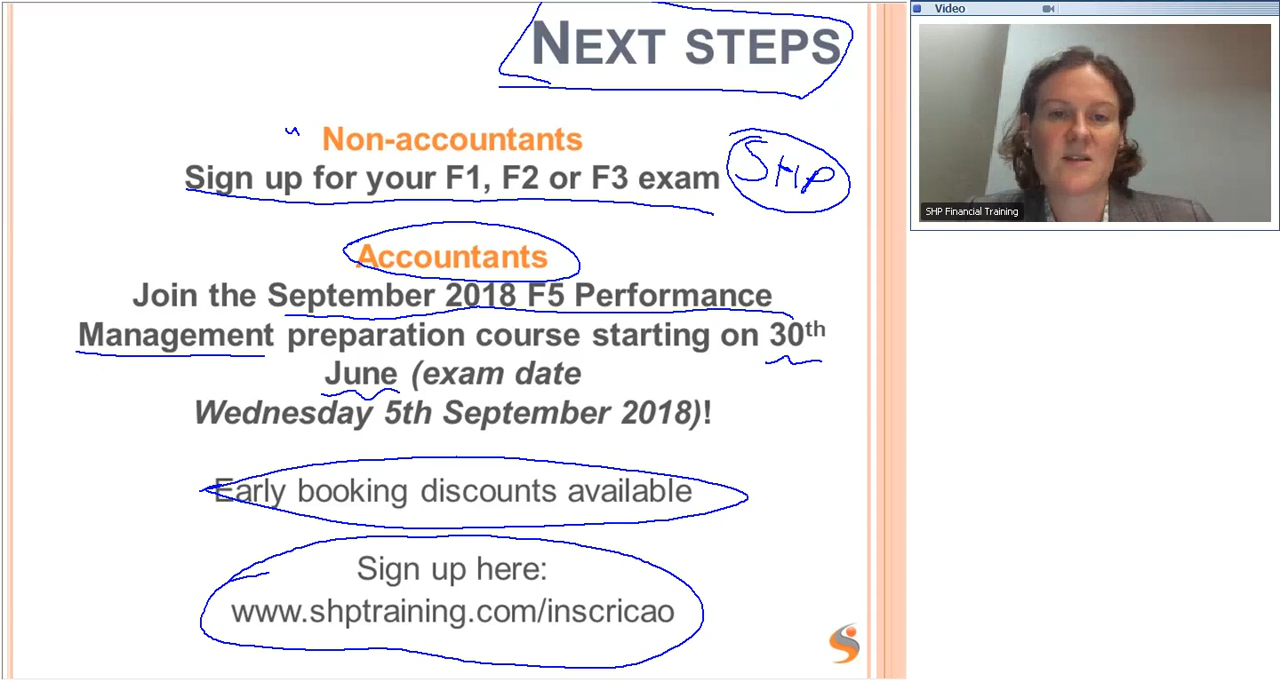 NEXT STEPS
Non-accountants
Sign up for your F1, F2 or F3 exam
SHP
Accountants
Join the September 2018 F5 Performance
Management preparation course starting on 30th
June (exam date
Wednesday 5th September 2018)!
Early booking discounts available
Sign up here:
www.shptraining.com/inscricao
Video
SHP Financial Training